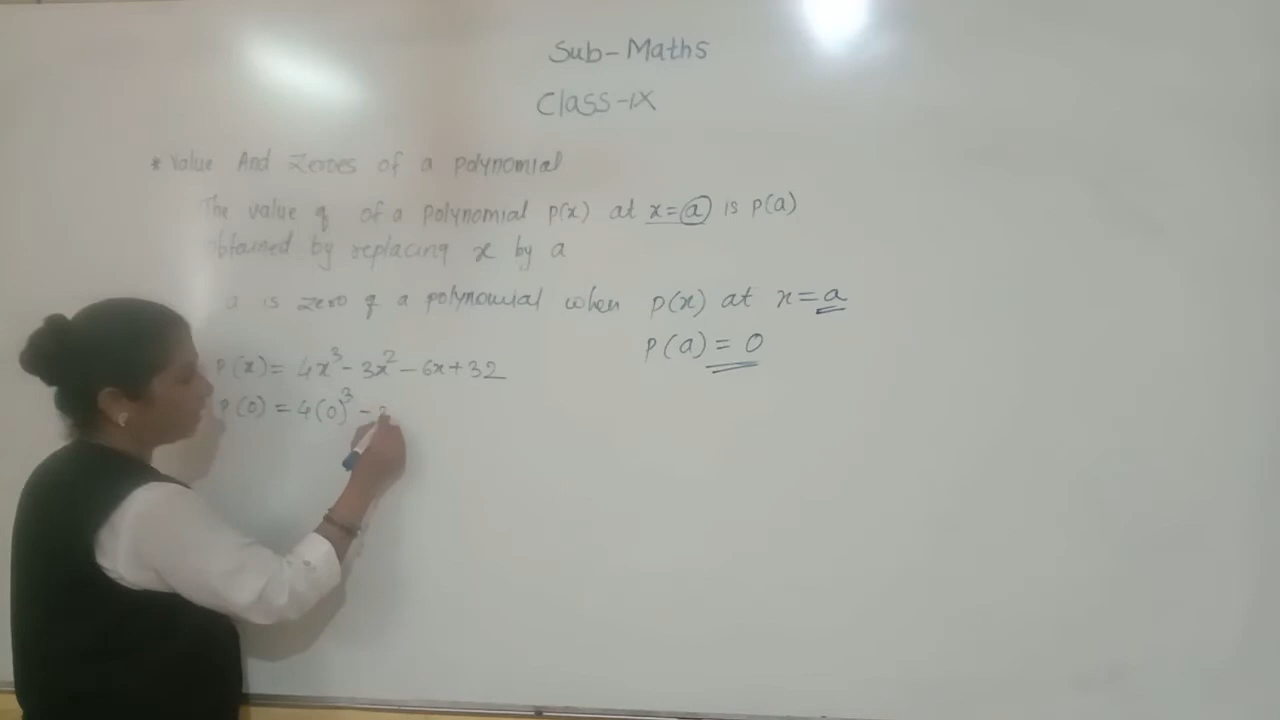 Sub-Maths
Class-IX
* Value And Zeroes of a polynomial
The value of of a polynomial p(x) at x=a is p(a)
obtained by replacing x by a
a is zero of a polynomial when p(x) at x=a
p(a)=0
p(x)= 4x³-3x²-6x+32
p(0)=4(0)³-3